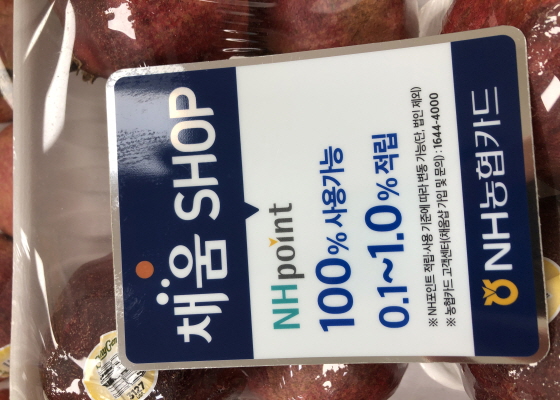 채움 SHOP
NHpoint
100% 사용가능
0.1~1.0% 적립
※ NH포인트 적립·사용 기준에 따라 변동 가능(단, 법인 제외)
※ 농협카드 고객센터(채움샵 가입 및 문의) : 1644-4000
NH농협카드